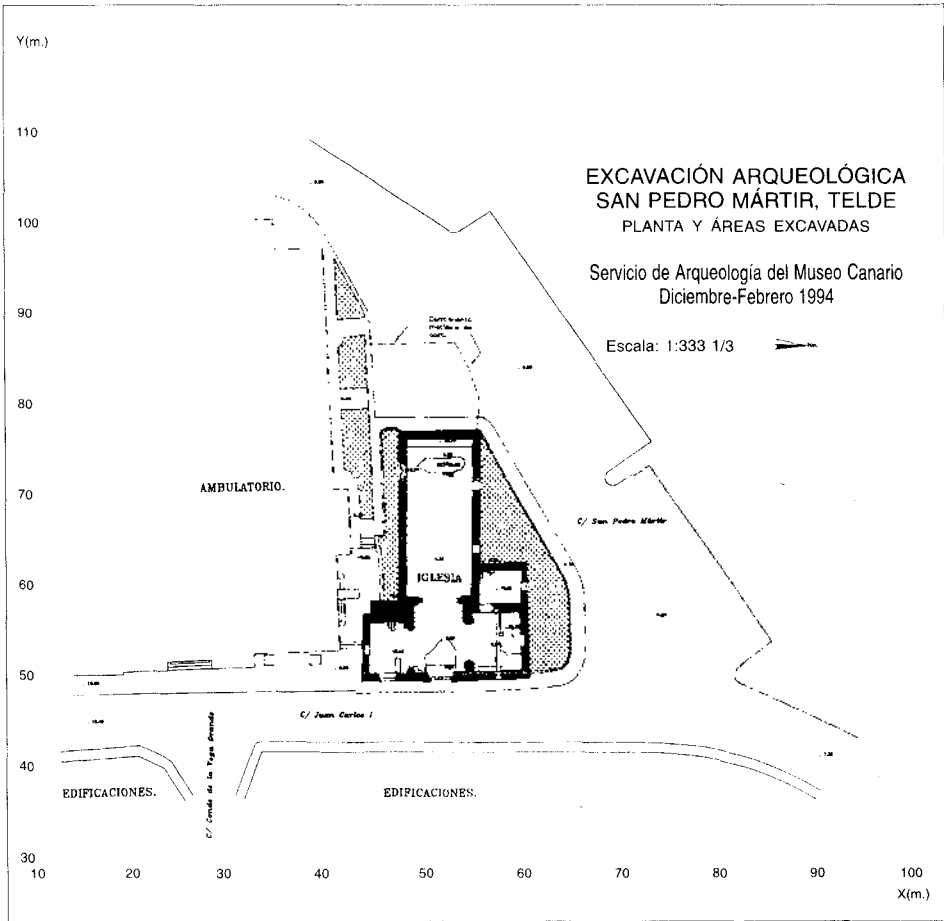 Y(m.)
110
EXCAVACIÓN ARQUEOLÓGICA
SAN PEDRO MÁRTIR, TELDE
PLANTA Y ÁREAS EXCAVADAS
100
Servicio de Arqueología del Museo Canario
Diciembre-Febrero 1994
90
Escala: 1:333 1/3
80
AMBULATORIO.
70
C/ San Pedro Mártir
60
IGLESIA
50
C/ Juan Carlos I
C/ Conde de la Vega Grande
40
EDIFICACIONES.
EDIFICACIONES.
30
10
20
30
40
50
60
70
80
90
100
X(m.)